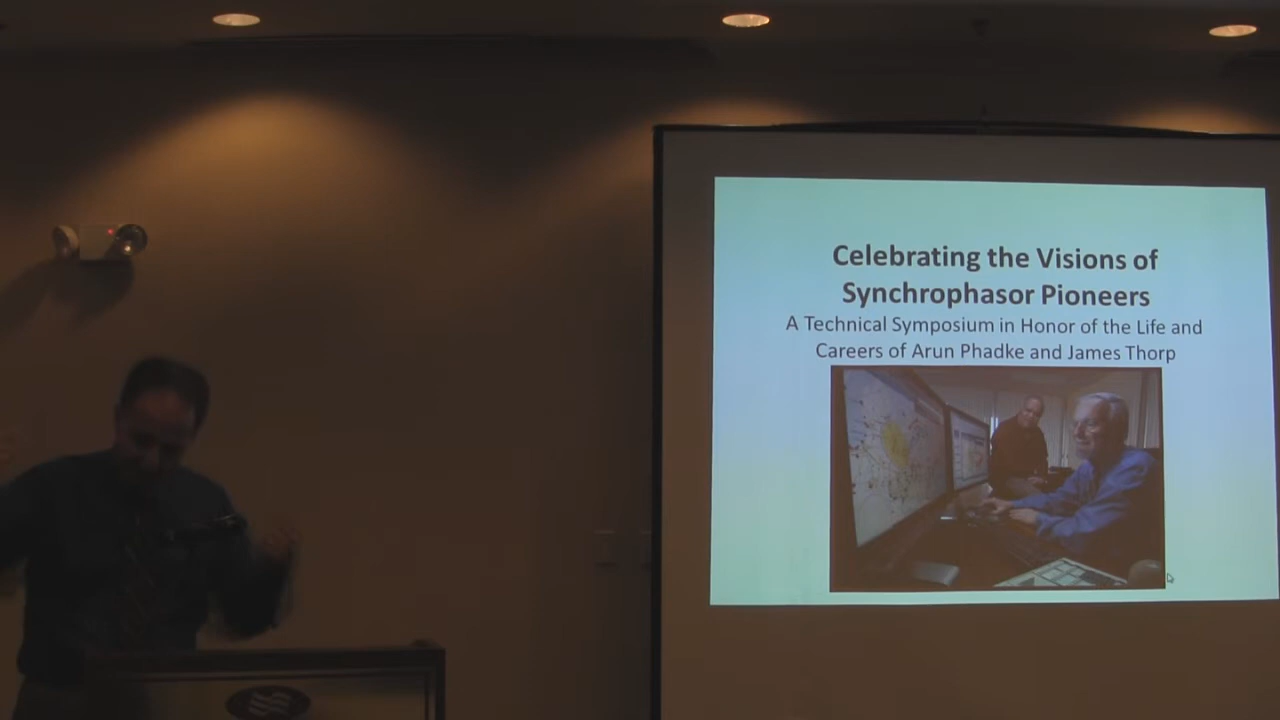 Celebrating the Visions of
Synchrophasor Pioneers
A Technical Symposium in Honor of the Life and
Careers of Arun Phadke and James Thorp